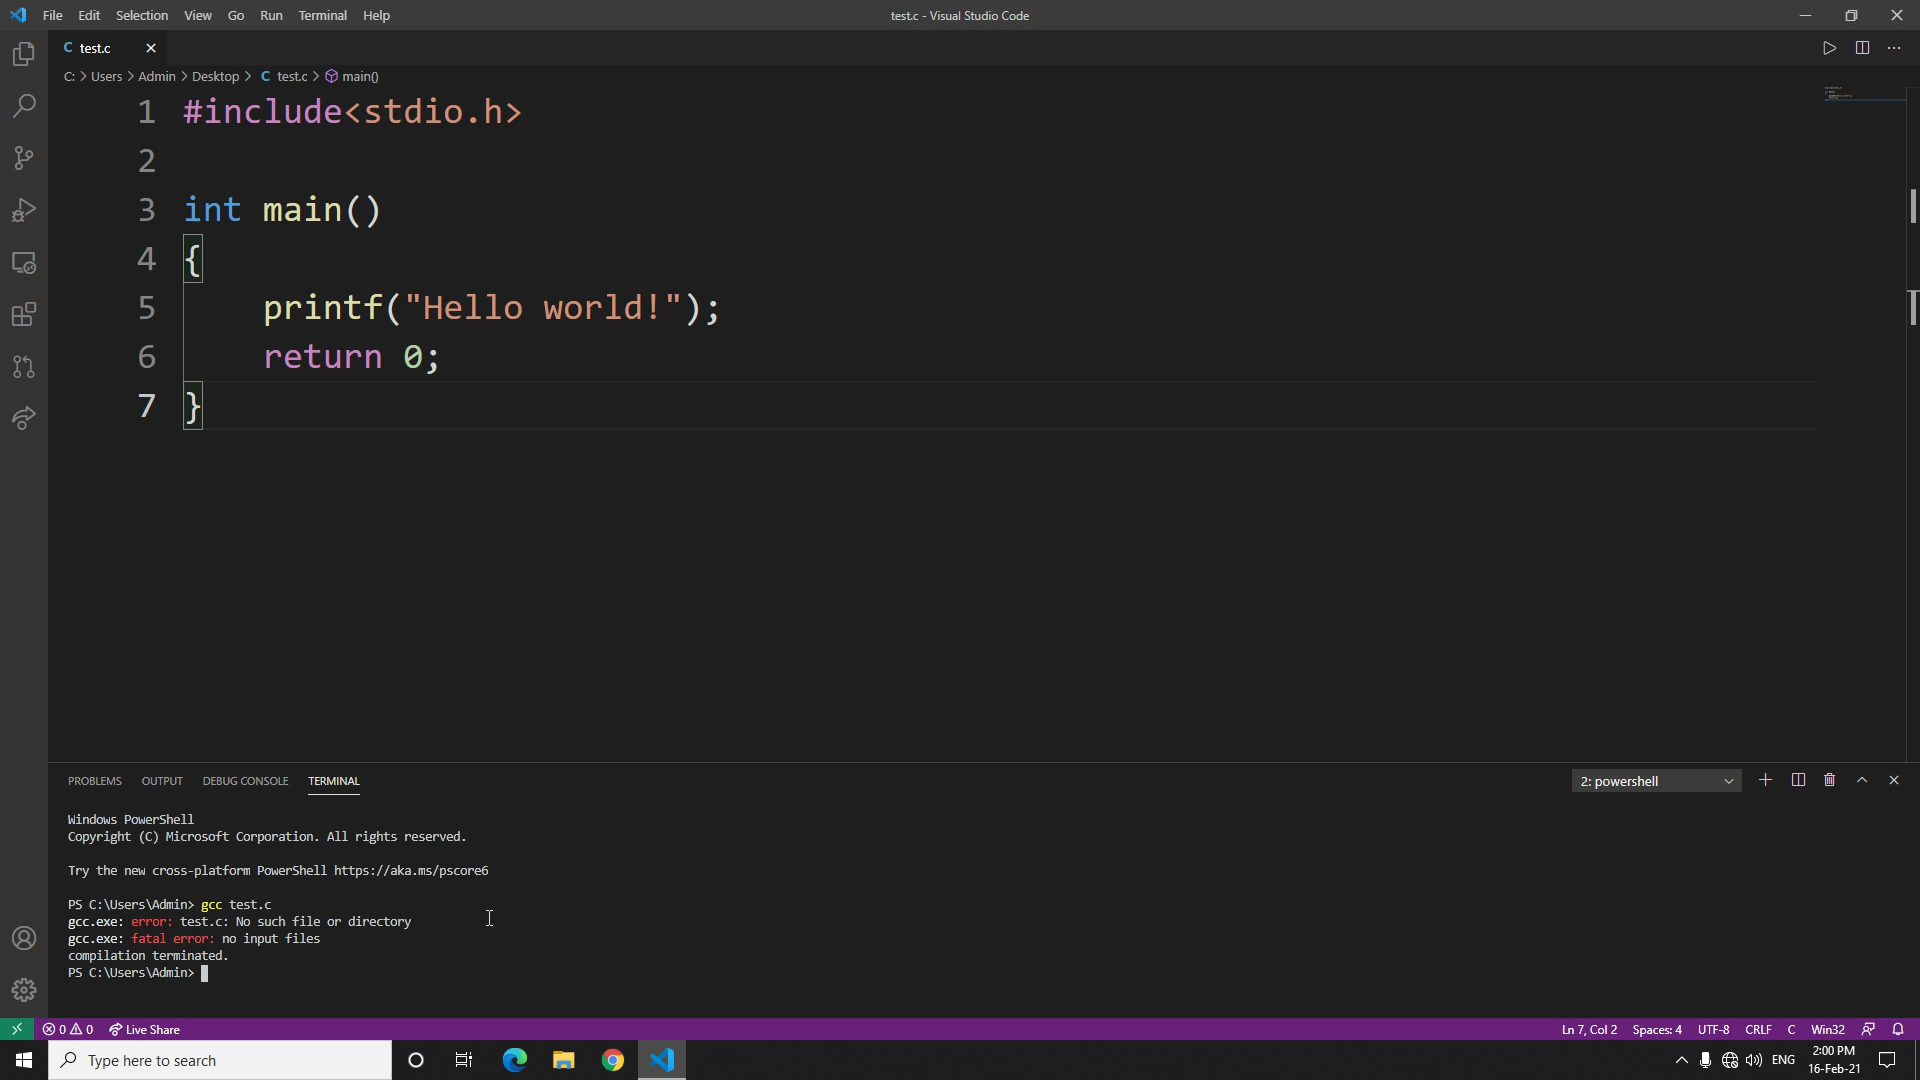 File Edit Selection View Go Run Terminal Help
test.c - Visual Studio Code
C test.c
C: > Users > Admin > Desktop > C test.c > main()
1 #include<stdio.h>
2
3 int main()
4 {
5 printf("Hello world!");
6 return 0;
7 }
PROBLEMS OUTPUT DEBUG CONSOLE TERMINAL
2: powershell
Windows PowerShell
Copyright (C) Microsoft Corporation. All rights reserved.
Try the new cross-platform PowerShell https://aka.ms/pscore6
PS C:\Users\Admin> gcc test.c
gcc.exe: error: test.c: No such file or directory
gcc.exe: fatal error: no input files
compilation terminated.
PS C:\Users\Admin>
0 0 Live Share
Ln 7, Col 2 Spaces: 4 UTF-8 CRLF C Win32
Type here to search
ENG
2:00 PM
16-Feb-21